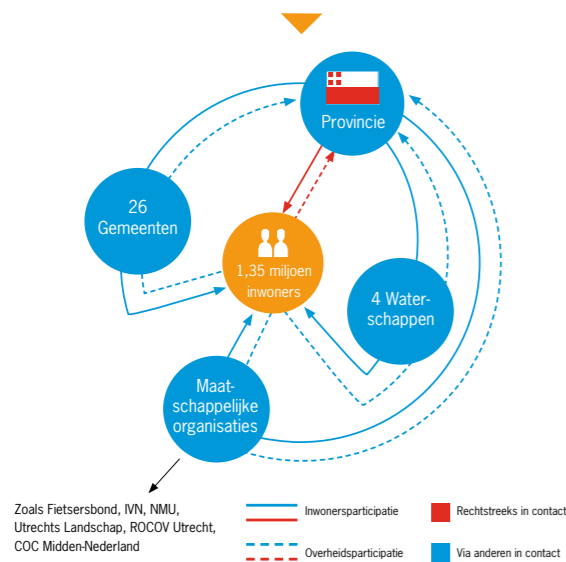 Provincie
26
Gemeenten
1,35 miljoen
inwoners
4 Water-
schappen
Maat-
schappelijke
organisaties
Zoals Fietsersbond, IVN, NMU,
Utrechts Landschap, ROCOV Utrecht,
COC Midden-Nederland
Inwonersparticipatie
Rechtstreeks in contact
Overheidsparticipatie
Via anderen in contact